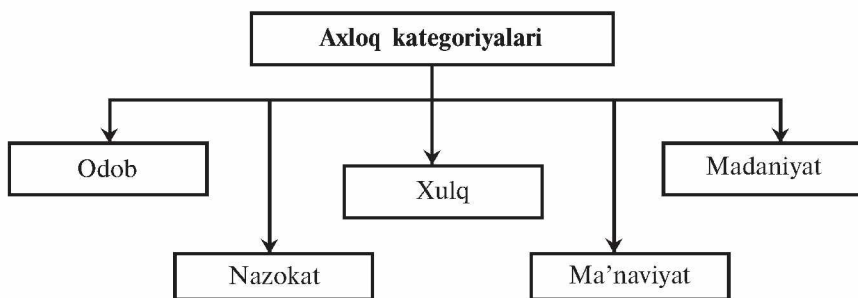 Axloq kategoriyalari
Odob
Xulq
Madaniyat
Nazokat
Ma’naviyat